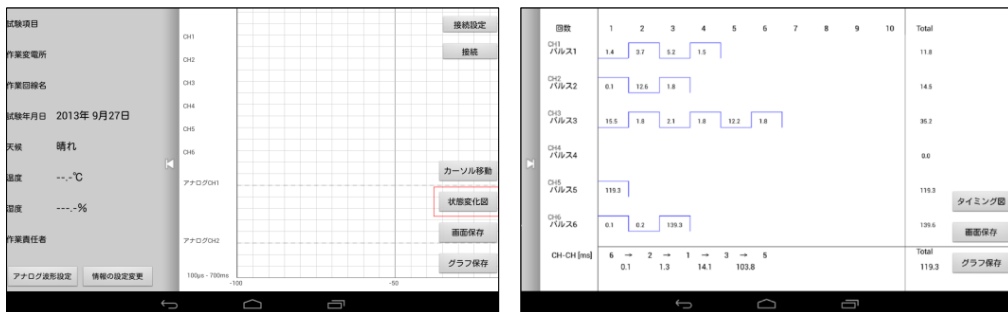 試験項目
作業変電所
作業回線名
試験年月日 2013年 9月27日
天候 晴れ
温度 --.-℃
湿度 ---.-%
作業責任者
アナログ波形設定 情報の設定変更
CH1
CH2
CH3
CH4
CH5
CH6
アナログCH1
アナログCH2
100μs - 700ms
-100 -50
接続設定
接続
カーソル移動
状態変化図
画面保存
グラフ保存
回数 1 2 3 4 5 6 7 8 9 10 Total
CH1
パルス1 1.4 3.7 5.2 1.5 11.8
CH2
パルス2 0.1 12.6 1.8 14.5
CH3
パルス3 15.5 1.8 2.1 1.8 12.2 1.8 35.2
CH4
パルス4 0.0
CH5
パルス5 119.3 119.3
CH6
パルス6 0.1 0.2 139.3 139.6
CH-CH [ms] 6 → 2 → 1 → 3 → 5 Total
0.1 1.3 14.1 103.8 119.3
タイミング図
画面保存
グラフ保存